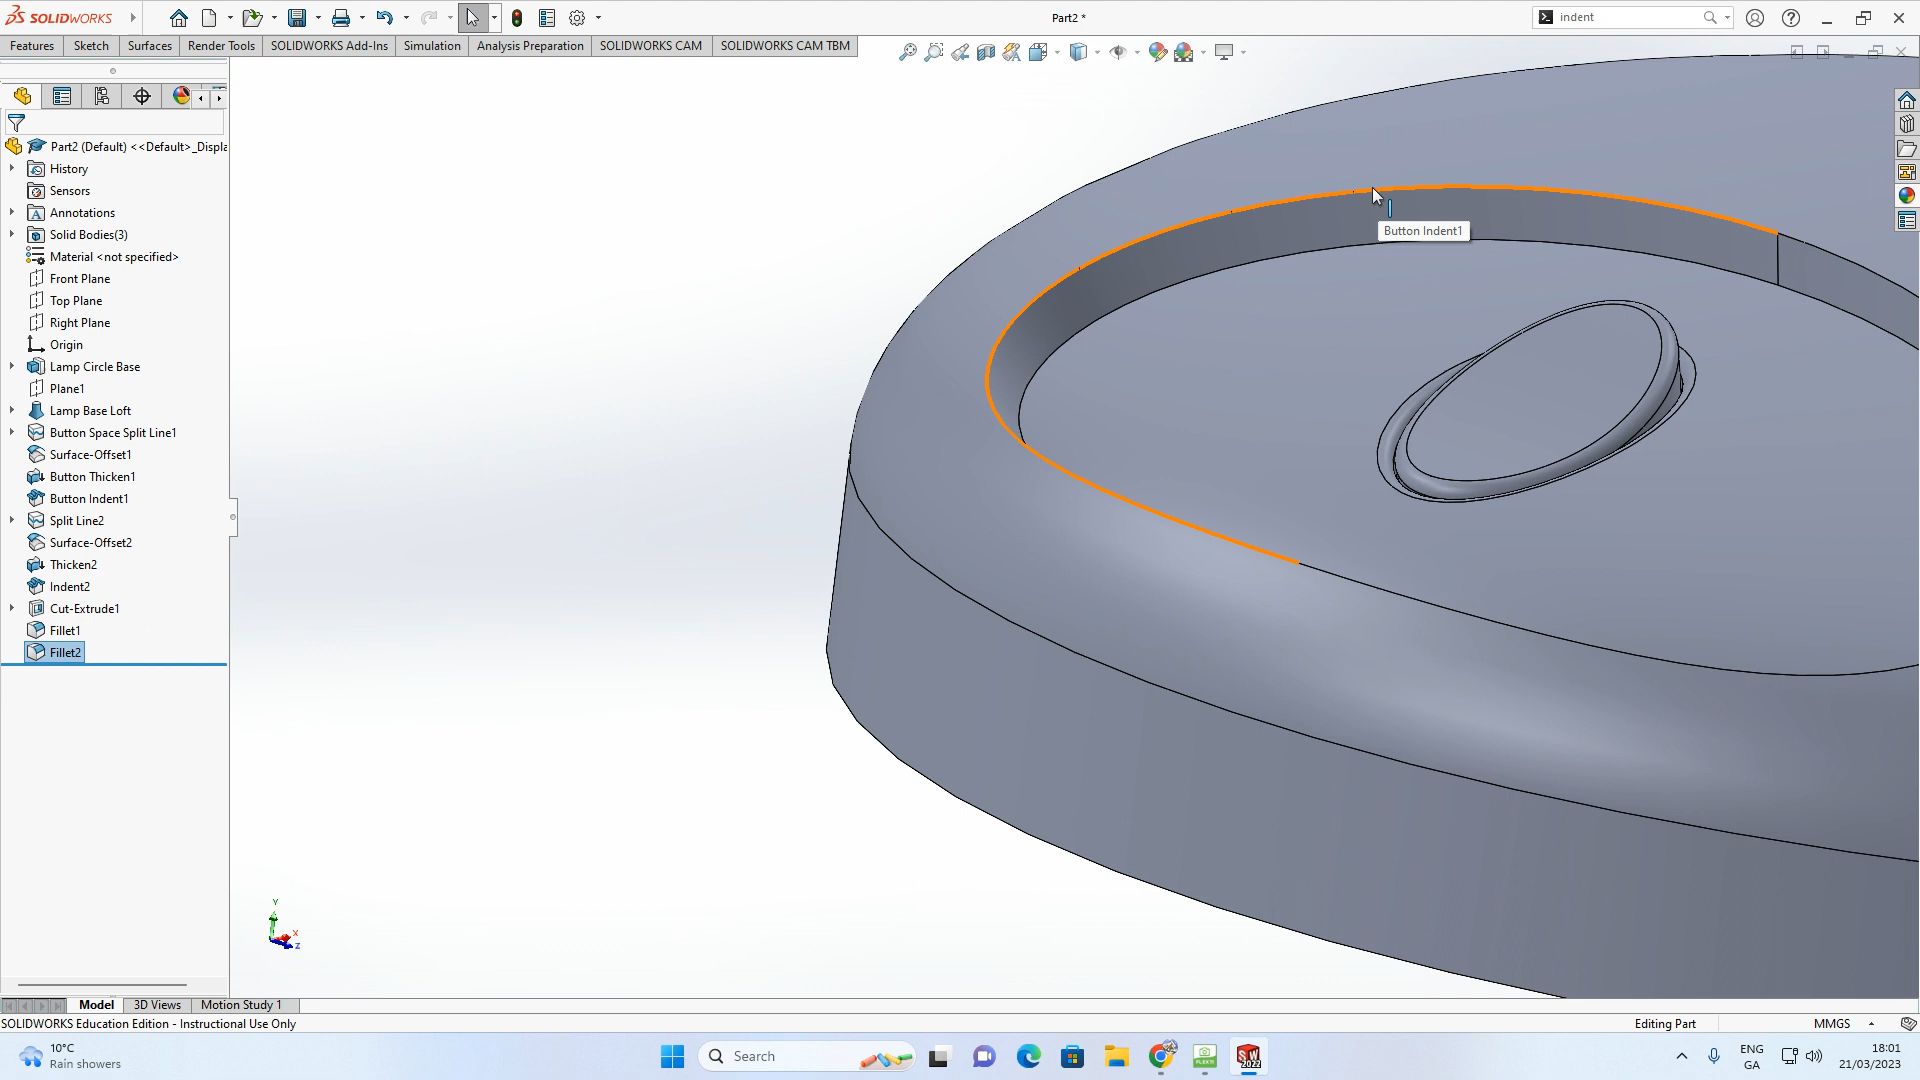 SOLIDWORKS
Part2 *
indent
Features
Sketch
Surfaces
Render Tools
SOLIDWORKS Add-Ins
Simulation
Analysis Preparation
SOLIDWORKS CAM
SOLIDWORKS CAM TBM
Part2 (Default) <<Default>_Displa
History
Sensors
Annotations
Solid Bodies(3)
Material <not specified>
Front Plane
Top Plane
Right Plane
Origin
Lamp Circle Base
Plane1
Lamp Base Loft
Button Space Split Line1
Surface-Offset1
Button Thicken1
Button Indent1
Split Line2
Surface-Offset2
Thicken2
Indent2
Cut-Extrude1
Fillet1
Fillet2
Button Indent1
Y
X
Z
Model
3D Views
Motion Study 1
SOLIDWORKS Education Edition - Instructional Use Only
Editing Part
MMGS
10°C
Rain showers
Search
SW
2022
ENG
GA
18:01
21/03/2023